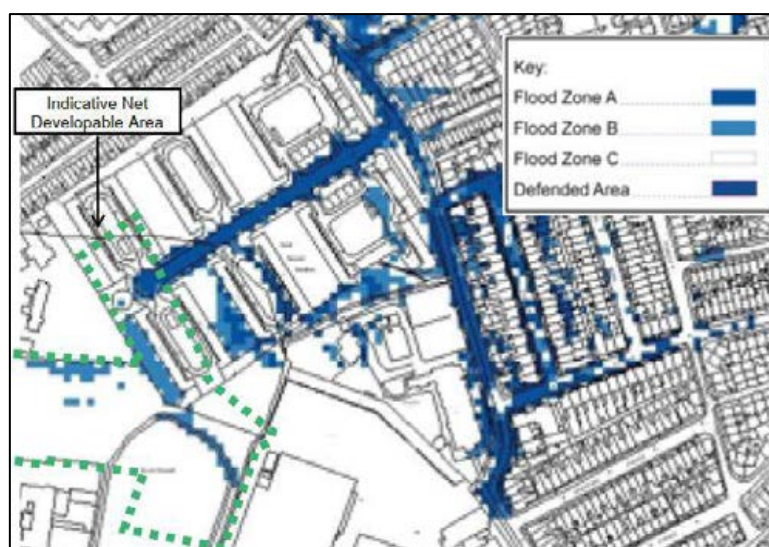 Indicative Net
Developable Area
Key:
Flood Zone A
Flood Zone B
Flood Zone C
Defended Area